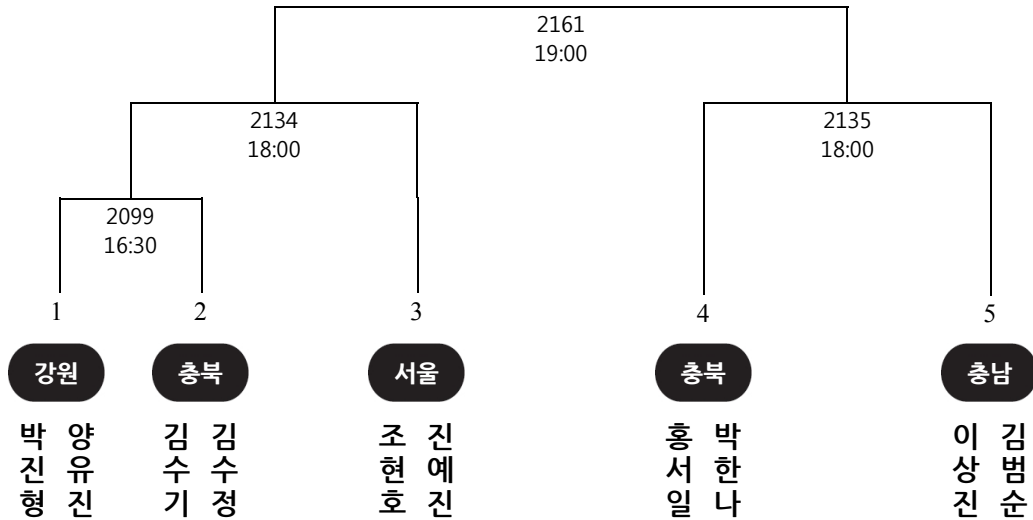 2161
19:00
2134
18:00
2135
18:00
2099
16:30
1
2
3
4
5
강원
충북
서울
충북
충남
박진형
양유진
김수기
김수정
조현호
진예진
홍서일
박한나
이상진
김범순